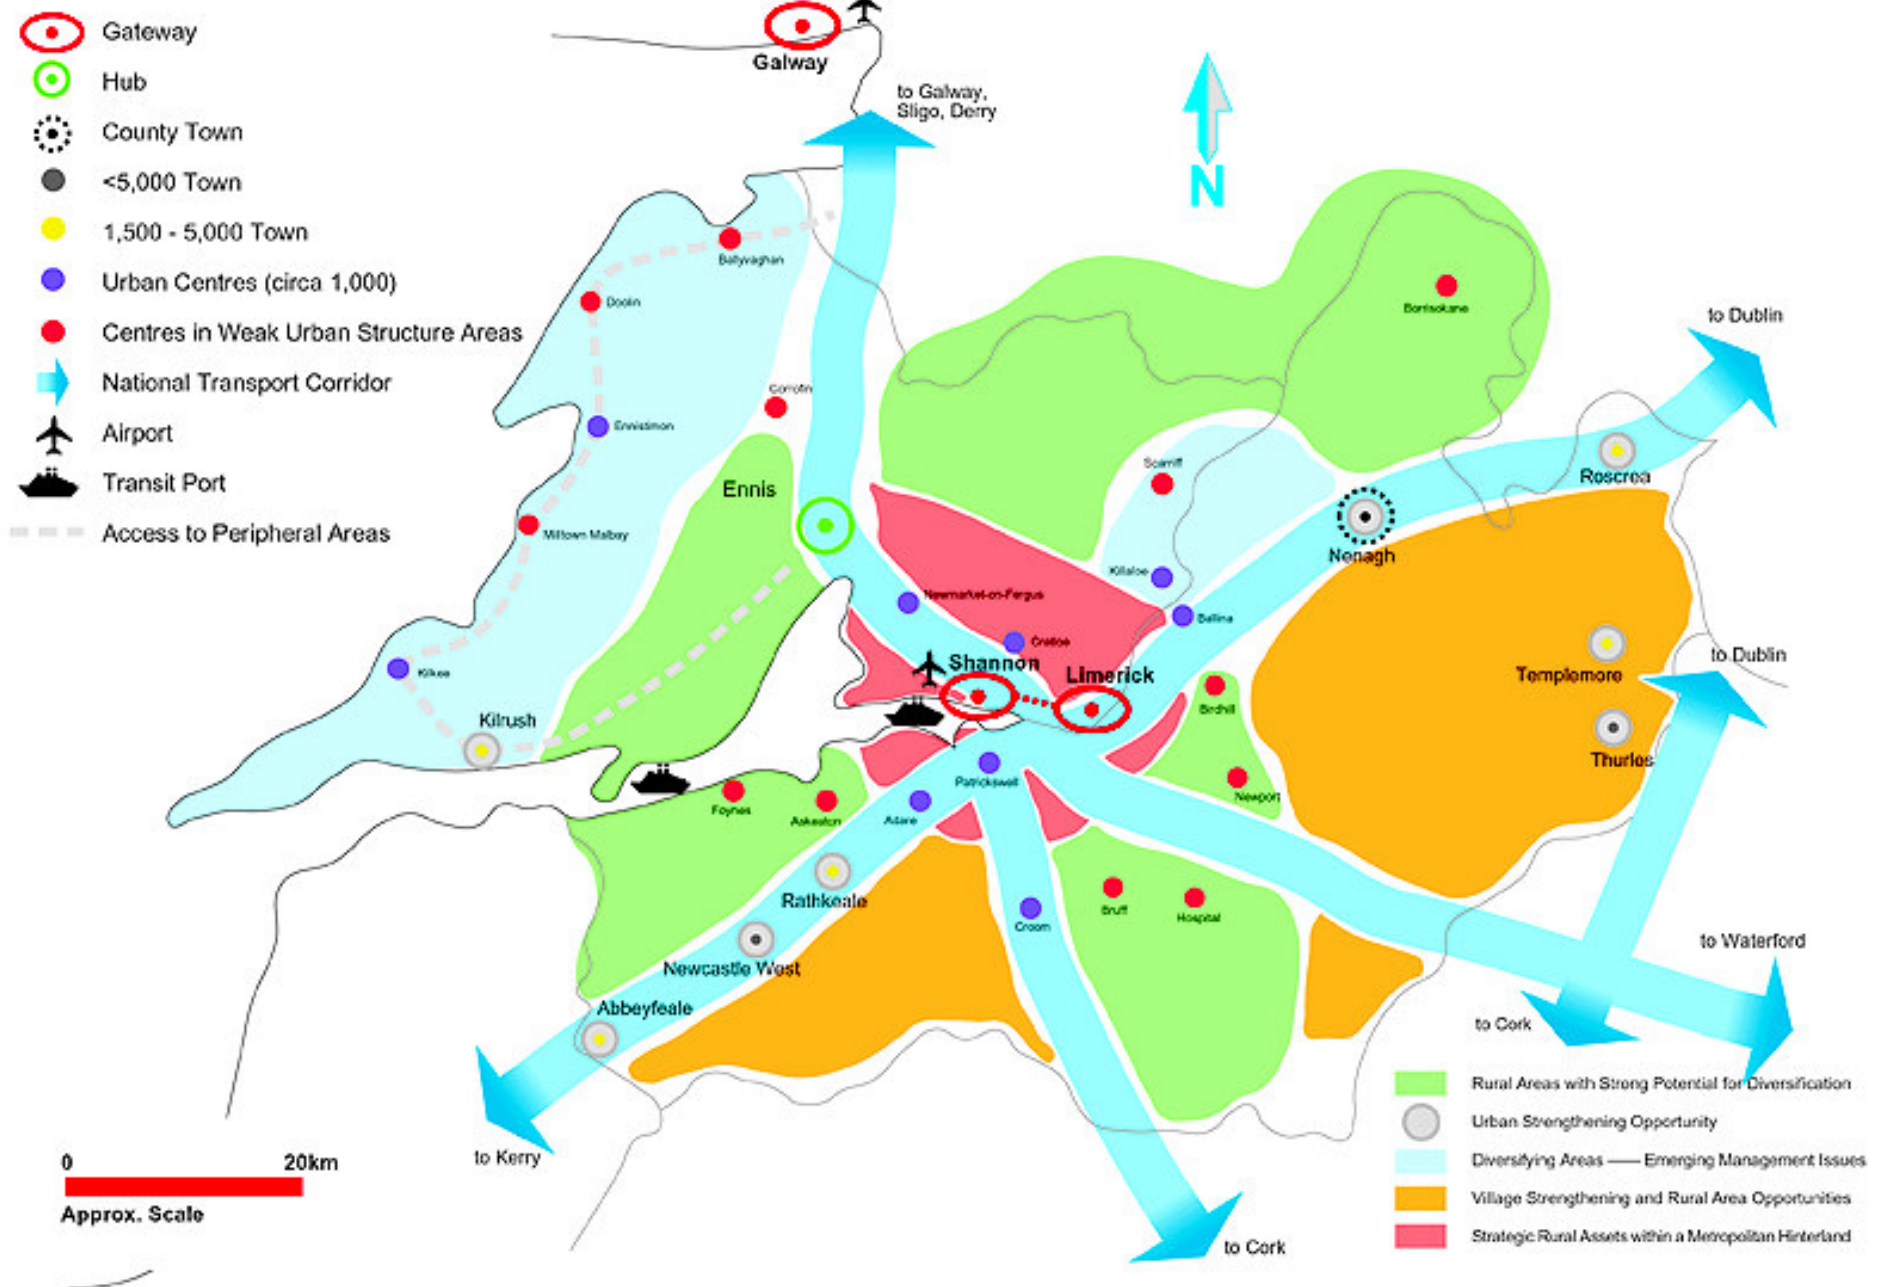 Gateway
Hub
County Town
<5,000 Town
1,500 - 5,000 Town
Urban Centres (circa 1,000)
Centres in Weak Urban Structure Areas
National Transport Corridor
Airport
Transit Port
Access to Peripheral Areas
Galway
to Galway,
Sligo, Derry
N
Ballyvaghan
Doolin
Borrisokane
to Dublin
Corrofin
Ennistimon
Scarriff
Roscrea
Ennis
Miltown Malbay
Nenagh
Killaloe
Newmarket-on-Fergus
Ballina
Cratloe
Kilkee
Shannon
Limerick
to Dublin
Templemore
Birdhill
Kilrush
Thurles
Patrickswell
Newport
Foynes
Askeaton
Adare
Rathkeale
Bruff
Hospital
Croom
to Waterford
Newcastle West
Abbeyfeale
to Cork
to Kerry
to Cork
0 20km
Approx. Scale
Rural Areas with Strong Potential for Diversification
Urban Strengthening Opportunity
Diversifying Areas —— Emerging Management Issues
Village Strengthening and Rural Area Opportunities
Strategic Rural Assets within a Metropolitan Hinterland